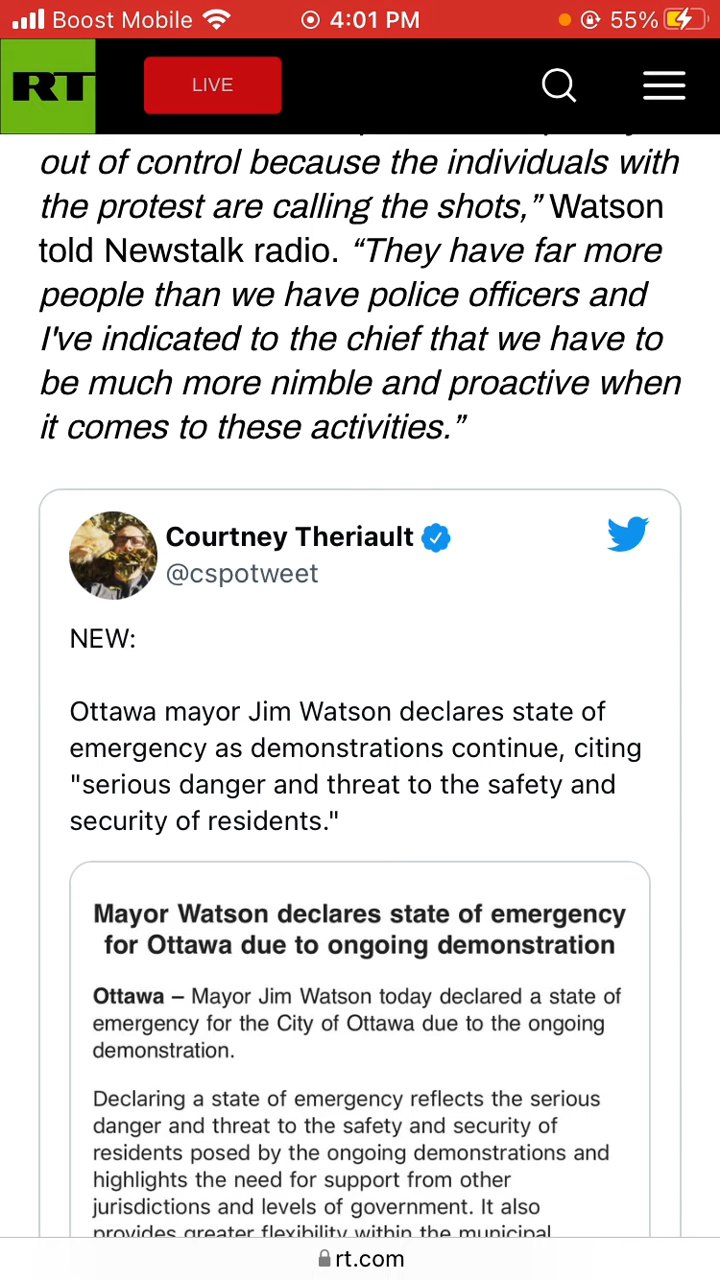 Boost Mobile 4:01 PM 55%
RT LIVE
out of control because the individuals with
the protest are calling the shots,” Watson
told Newstalk radio. “They have far more
people than we have police officers and
I've indicated to the chief that we have to
be much more nimble and proactive when
it comes to these activities.”
Courtney Theriault
@cspotweet
NEW:
Ottawa mayor Jim Watson declares state of
emergency as demonstrations continue, citing
"serious danger and threat to the safety and
security of residents."
Mayor Watson declares state of emergency
for Ottawa due to ongoing demonstration
Ottawa – Mayor Jim Watson today declared a state of
emergency for the City of Ottawa due to the ongoing
demonstration.
Declaring a state of emergency reflects the serious
danger and threat to the safety and security of
residents posed by the ongoing demonstrations and
highlights the need for support from other
jurisdictions and levels of government. It also
provides greater flexibility within the municipal
rt.com